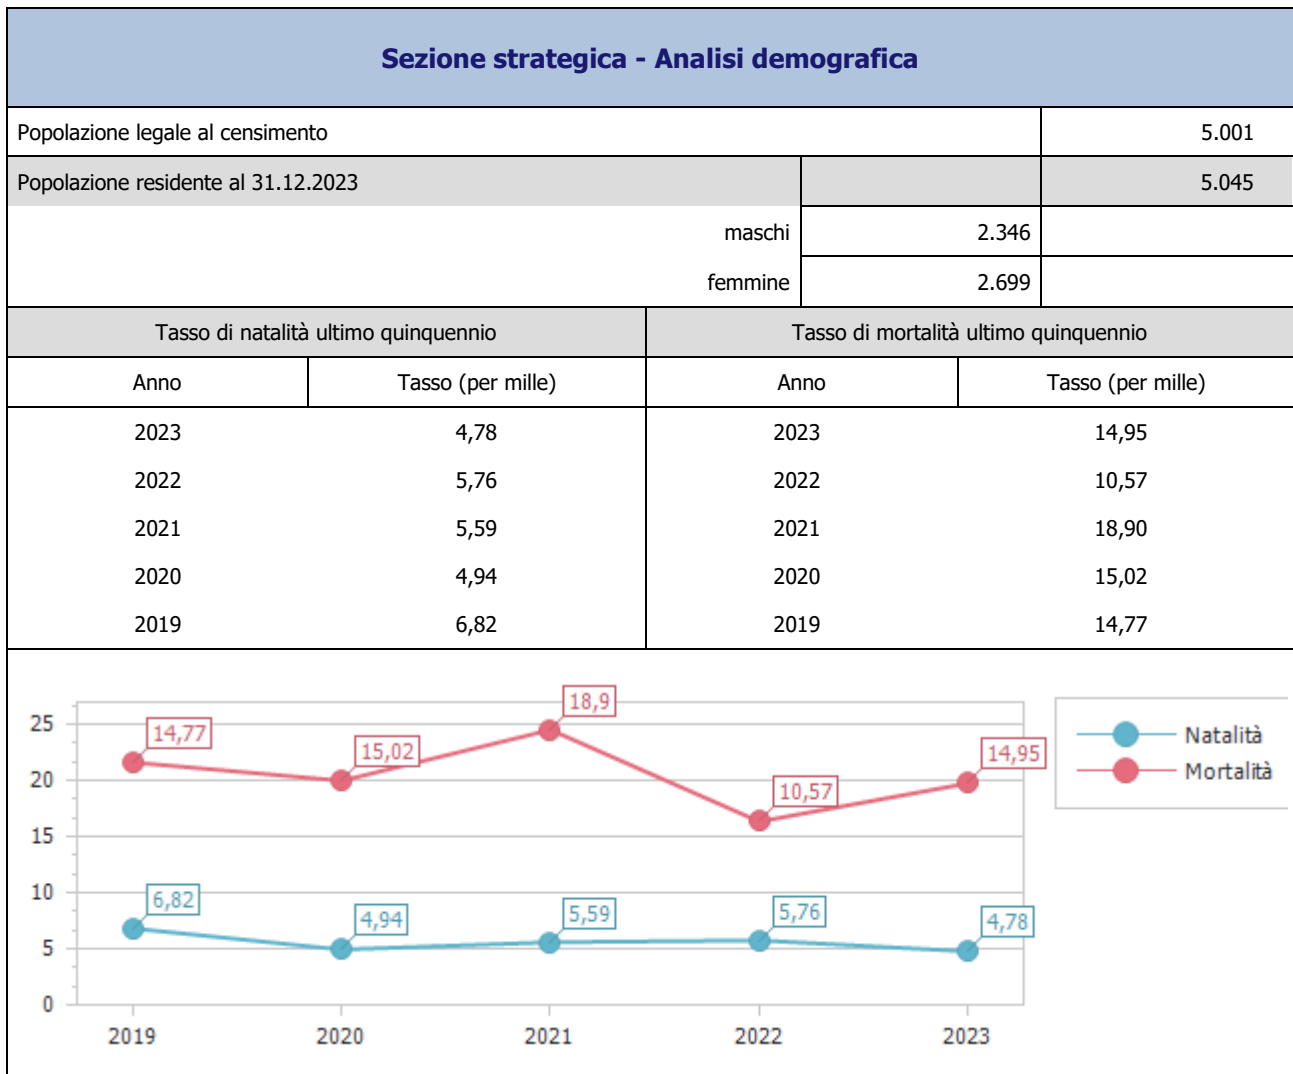 Sezione strategica - Analisi demografica
Popolazione legale al censimento 5.001
Popolazione residente al 31.12.2023 5.045
maschi 2.346
femmine 2.699
Tasso di natalità ultimo quinquennio Tasso di mortalità ultimo quinquennio
Anno Tasso (per mille) Anno Tasso (per mille)
2023 4,78 2023 14,95
2022 5,76 2022 10,57
2021 5,59 2021 18,90
2020 4,94 2020 15,02
2019 6,82 2019 14,77
25
20
15
10
5
0
14,77
15,02
18,9
10,57
14,95
6,82
4,94
5,59
5,76
4,78
2019 2020 2021 2022 2023
Natalità
Mortalità